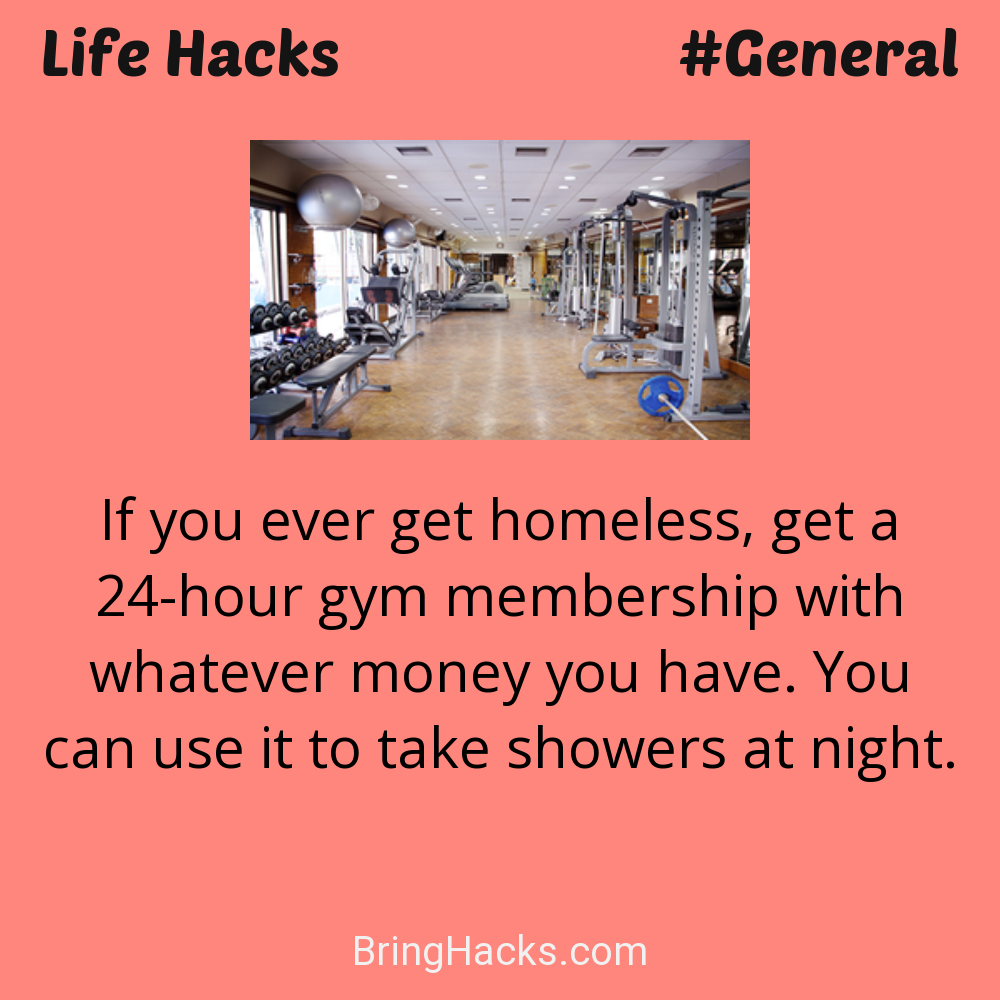 Life Hacks
#General
If you ever get homeless, get a
24-hour gym membership with
whatever money you have. You
can use it to take showers at night.
BringHacks.com